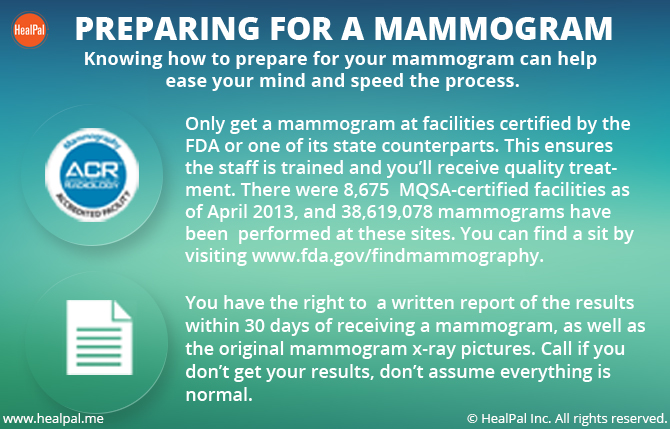 HealPal
PREPARING FOR A MAMMOGRAM
Knowing how to prepare for your mammogram can help
ease your mind and speed the process.
Mammography
ACR
RADIOLOGY
ACCREDITED FACILITY
Only get a mammogram at facilities certified by the
FDA or one of its state counterparts. This ensures
the staff is trained and you’ll receive quality treat-
ment. There were 8,675  MQSA-certified facilities as
of April 2013, and 38,619,078 mammograms have
been  performed at these sites. You can find a sit by
visiting www.fda.gov/findmammography.
You have the right to  a written report of the results
within 30 days of receiving a mammogram, as well as
the original mammogram x-ray pictures. Call if you
don’t get your results, don’t assume everything is
normal.
www.healpal.me
© HealPal Inc. All rights reserved.